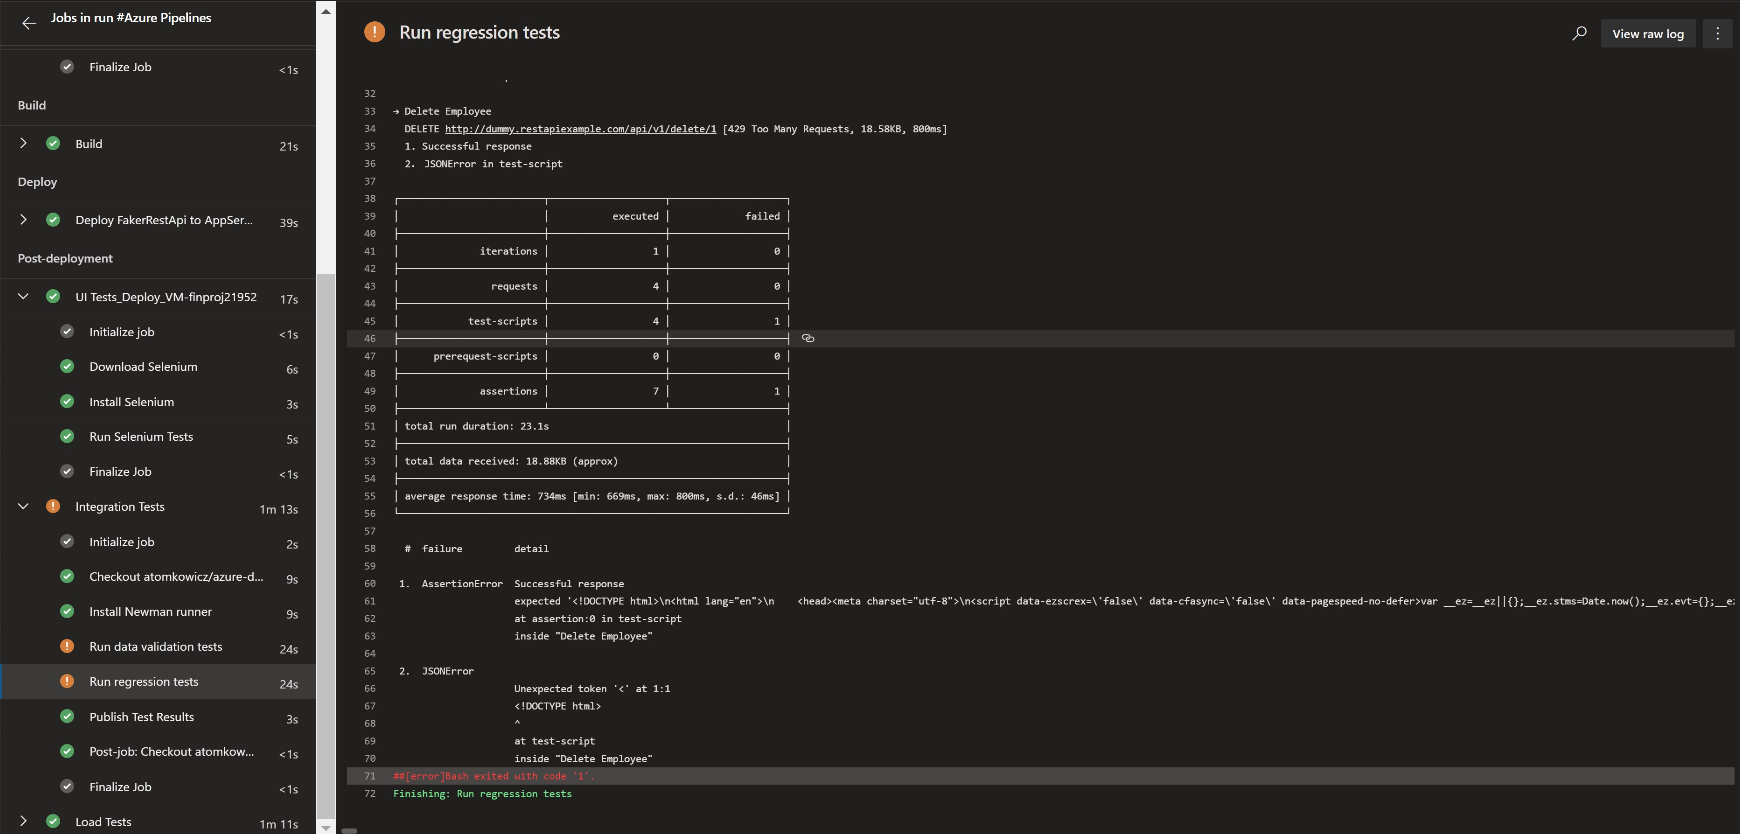 Jobs in run #Azure Pipelines
Finalize Job <1s
Build
Build 21s
Deploy
Deploy FakerRestApi to AppSer... 39s
Post-deployment
UI Tests_Deploy_VM-finproj21952 17s
Initialize job <1s
Download Selenium 6s
Install Selenium 3s
Run Selenium Tests 5s
Finalize Job <1s
Integration Tests 1m 13s
Initialize job 2s
Checkout atomkowicz/azure-d... 9s
Install Newman runner 9s
Run data validation tests 24s
Run regression tests 24s
Publish Test Results 3s
Post-job: Checkout atomkow... <1s
Finalize Job <1s
Load Tests 1m 11s
Run regression tests
View raw log
32
33 → Delete Employee
34 DELETE http://dummy.restapiexample.com/api/v1/delete/1 [429 Too Many Requests, 18.58KB, 800ms]
35 1. Successful response
36 2. JSONError in test-script
37
38
39 executed failed
40
41 iterations 1 0
42
43 requests 4 0
44
45 test-scripts 4 1
46
47 prerequest-scripts 0 0
48
49 assertions 7 1
50
51 total run duration: 23.1s
52
53 total data received: 18.88KB (approx)
54
55 average response time: 734ms [min: 669ms, max: 800ms, s.d.: 46ms]
56
57
58 # failure detail
59
60 1. AssertionError Successful response
61 expected '<!DOCTYPE html>\n<html lang="en">\n <head><meta charset="utf-8">\n<script data-ezscrex=\'false\' data-cfasync=\'false\' data-pagespeed-no-defer>var __ez=__ez||{};__ez.stms=Date.now();__ez.evt={};__ez
62 at assertion:0 in test-script
63 inside "Delete Employee"
64
65 2. JSONError
66 Unexpected token '<' at 1:1
67 <!DOCTYPE html>
68 ^
69 at test-script
70 inside "Delete Employee"
71 ##[error]Bash exited with code '1'.
72 Finishing: Run regression tests